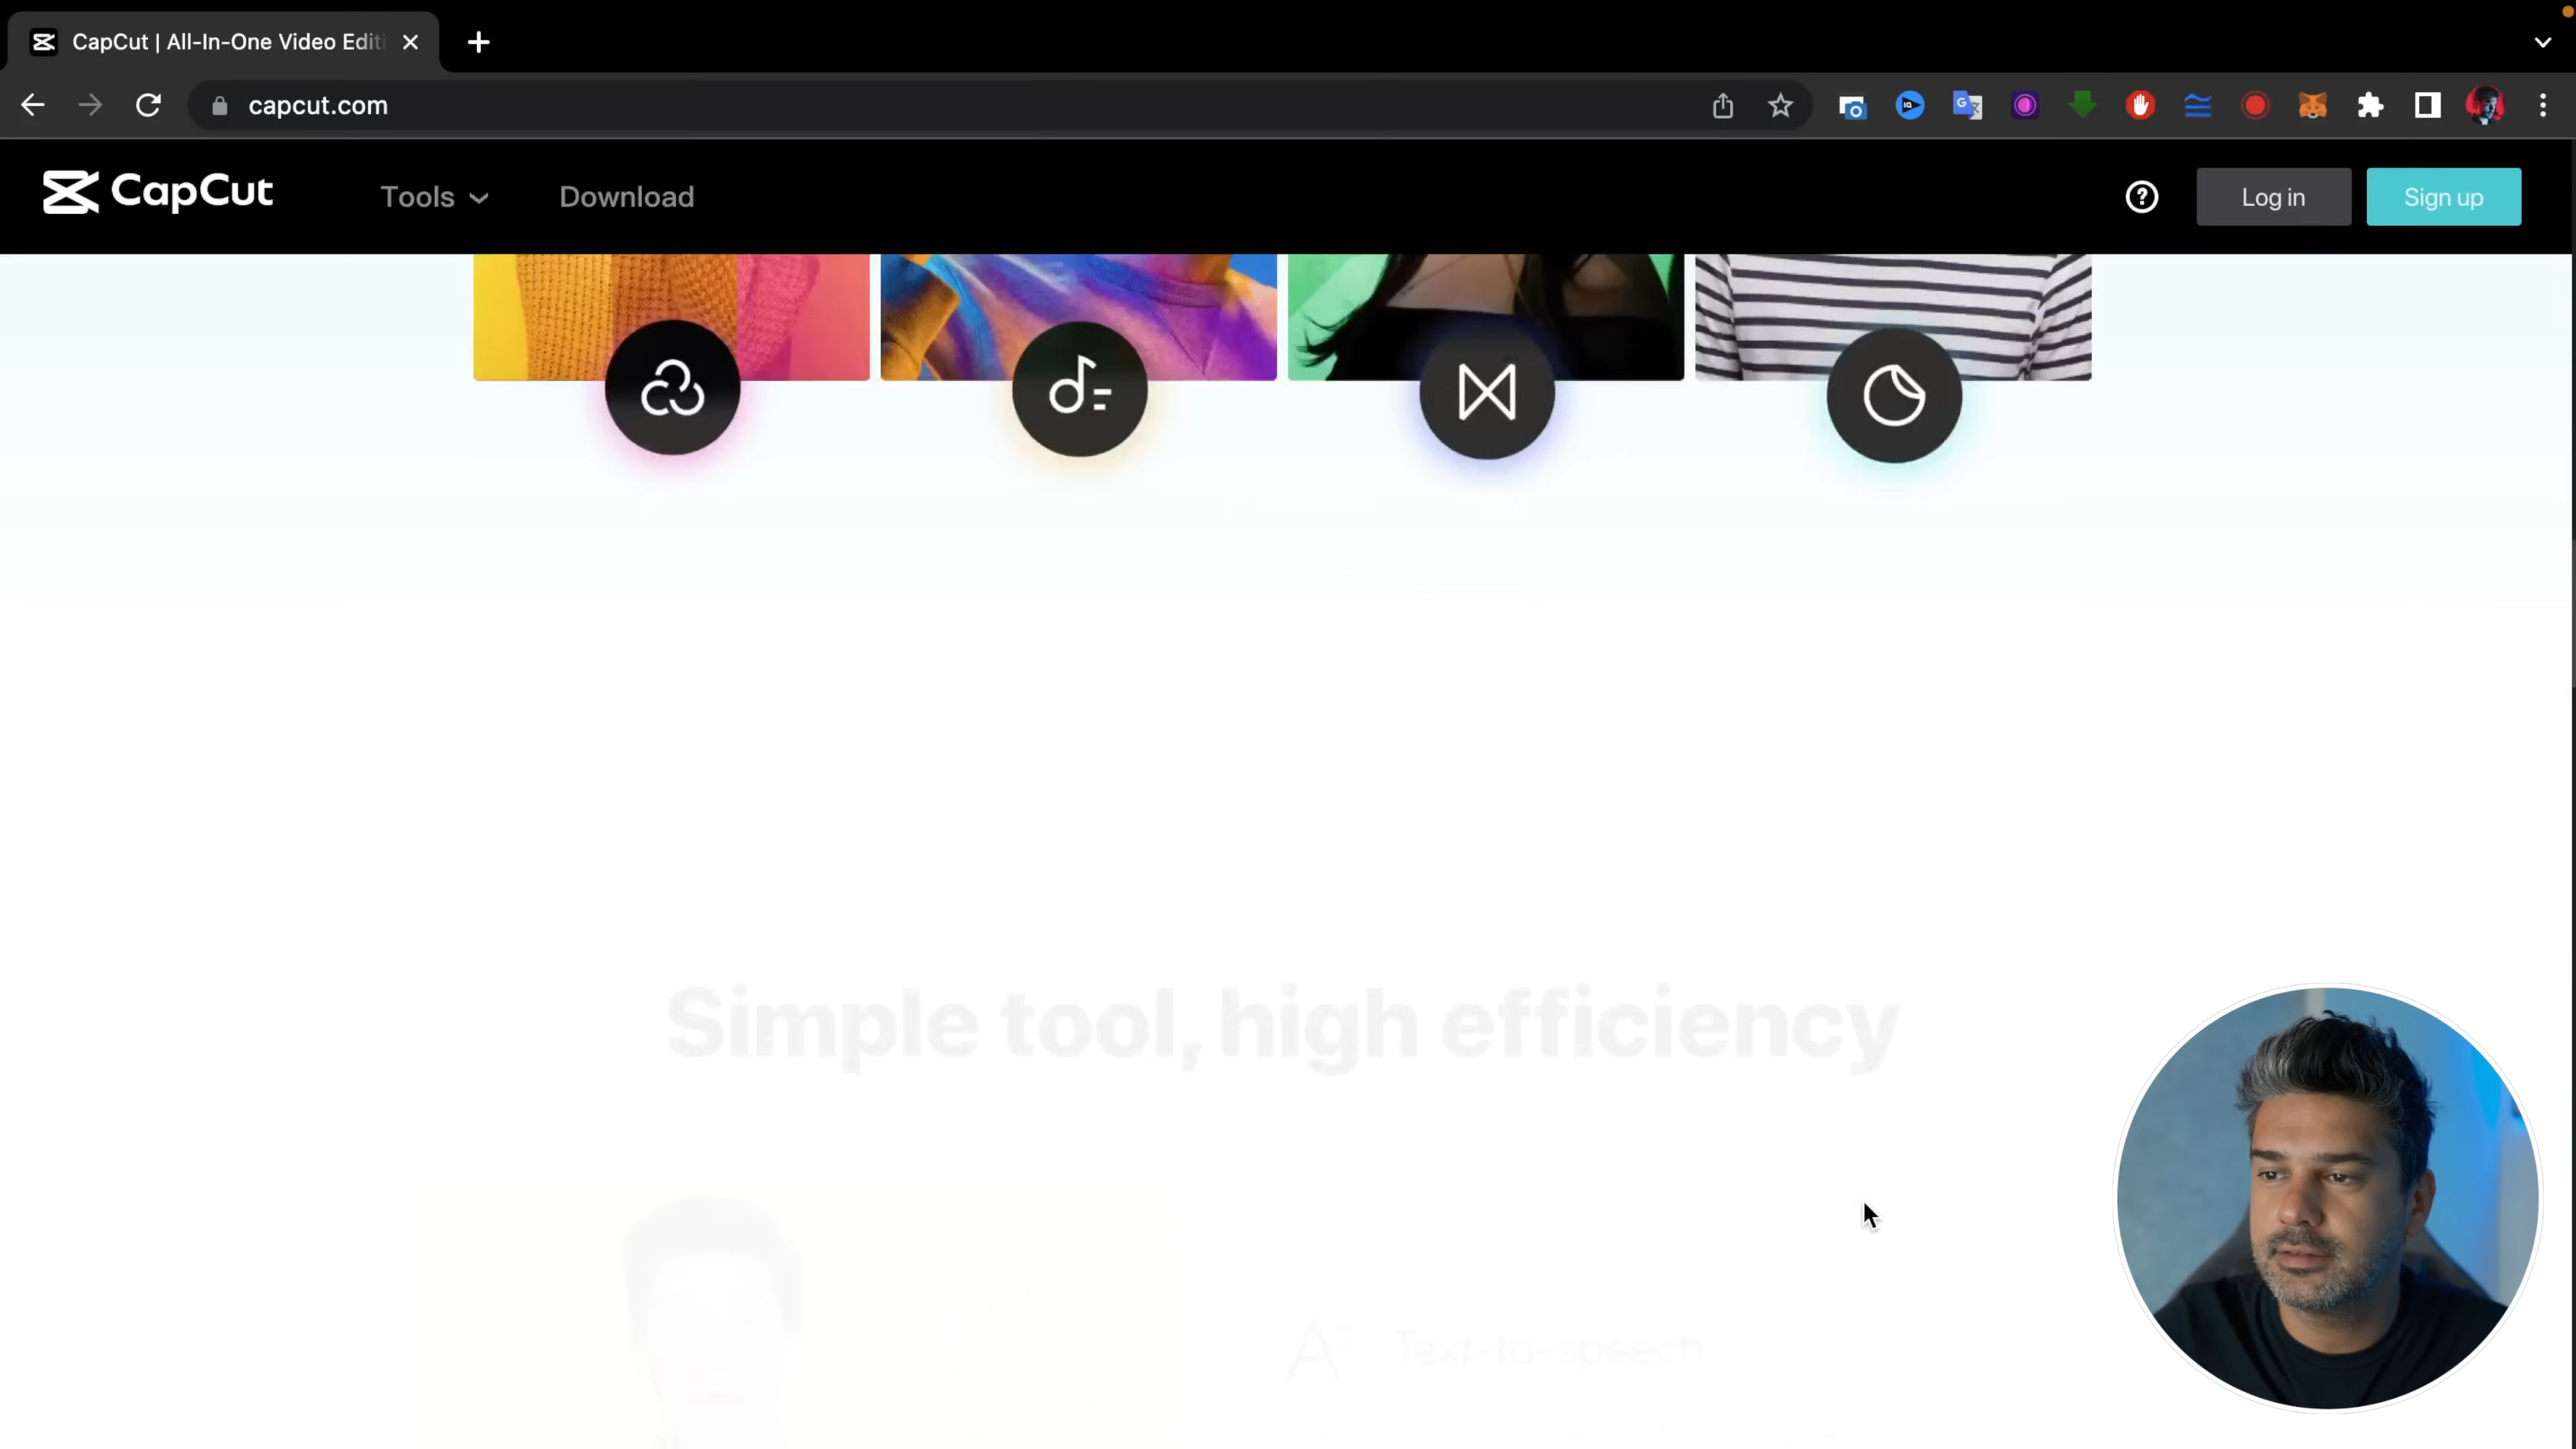 CapCut | All-In-One Video Editi
capcut.com
CapCut
Tools
Download
Log in
Sign up
Simple tool, high efficiency
Text-to-speech